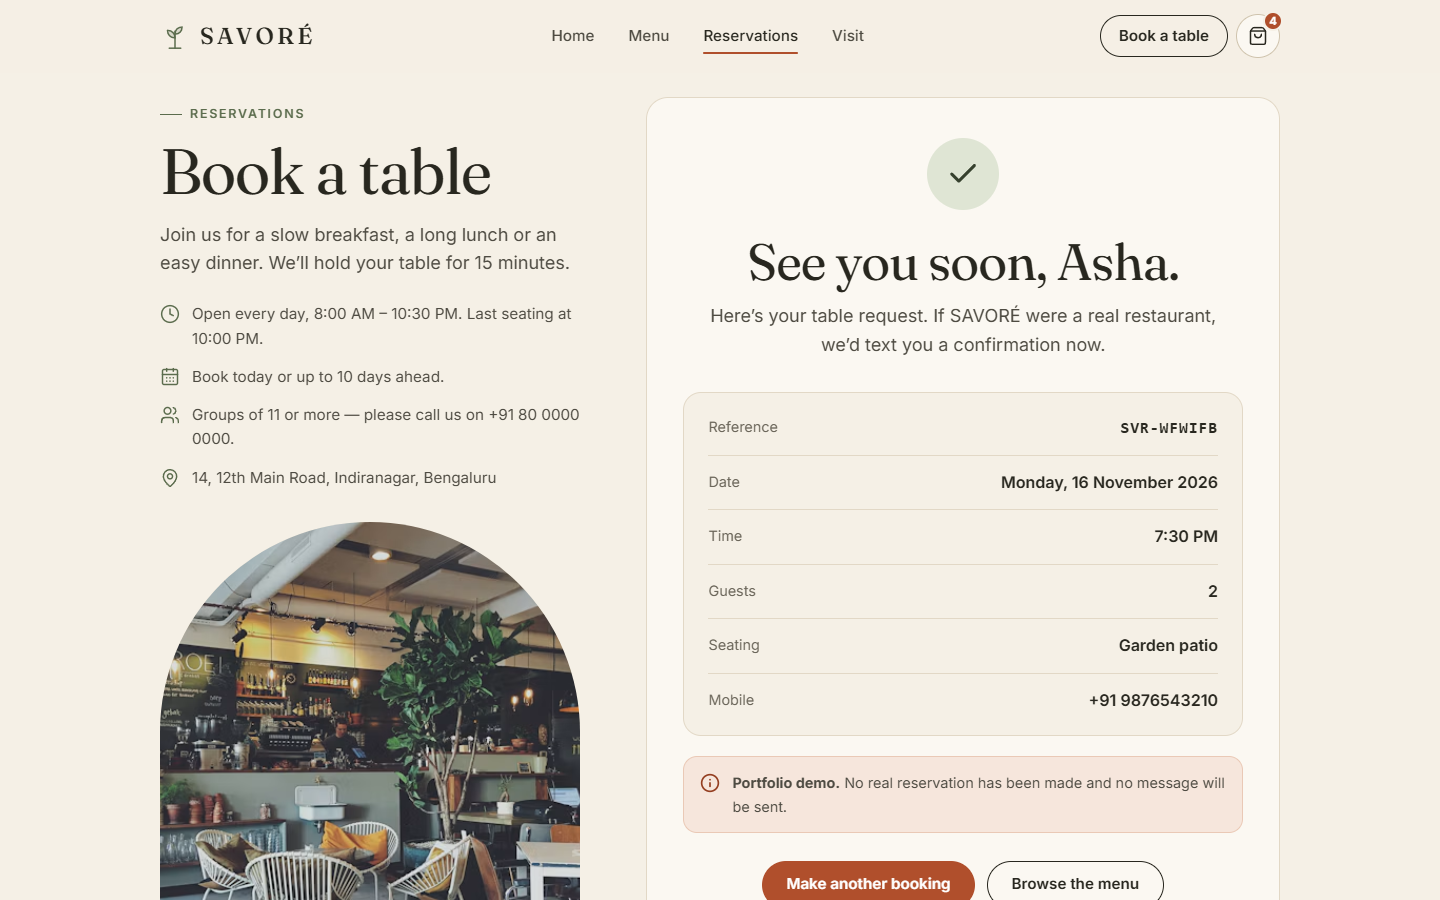 SAVORÉ
Home Menu Reservations Visit
Book a table
4
RESERVATIONS
Book a table
Join us for a slow breakfast, a long lunch or an
easy dinner. We’ll hold your table for 15 minutes.
Open every day, 8:00 AM – 10:30 PM. Last seating at
10:00 PM.
Book today or up to 10 days ahead.
Groups of 11 or more — please call us on +91 80 0000
0000.
14, 12th Main Road, Indiranagar, Bengaluru
See you soon, Asha.
Here’s your table request. If SAVORÉ were a real restaurant,
we’d text you a confirmation now.
Reference SVR-WFWIFB
Date Monday, 16 November 2026
Time 7:30 PM
Guests 2
Seating Garden patio
Mobile +91 9876543210
Portfolio demo. No real reservation has been made and no message will
be sent.
Make another booking
Browse the menu